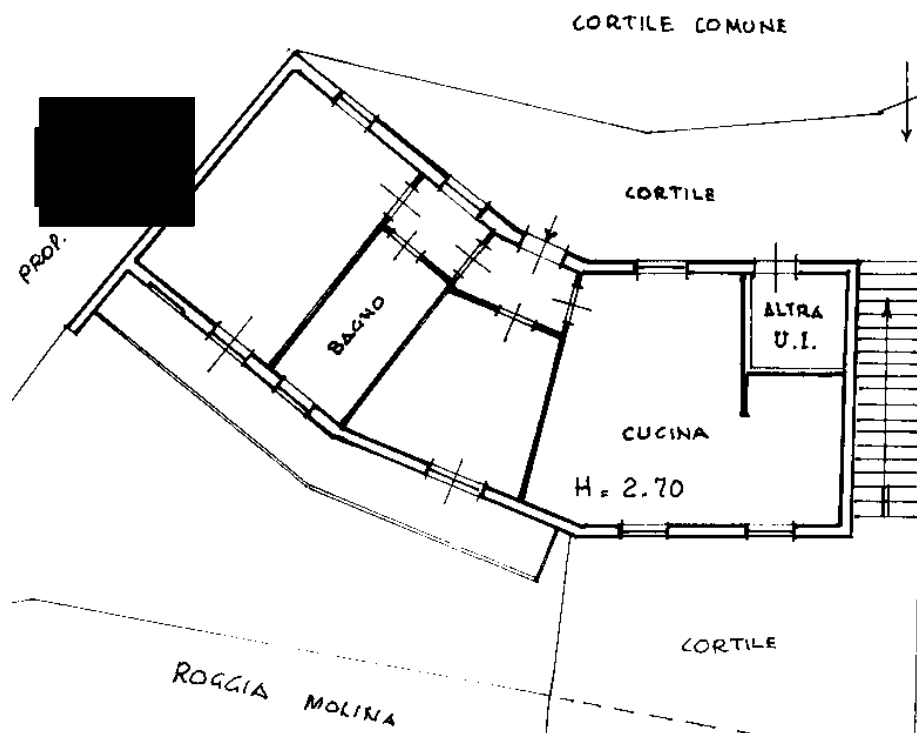 CORTILE COMUNE
CORTILE
PROP.
ALTRA
U.I.
BAGNO
CUCINA
H = 2.70
CORTILE
ROGGIA MOLINA